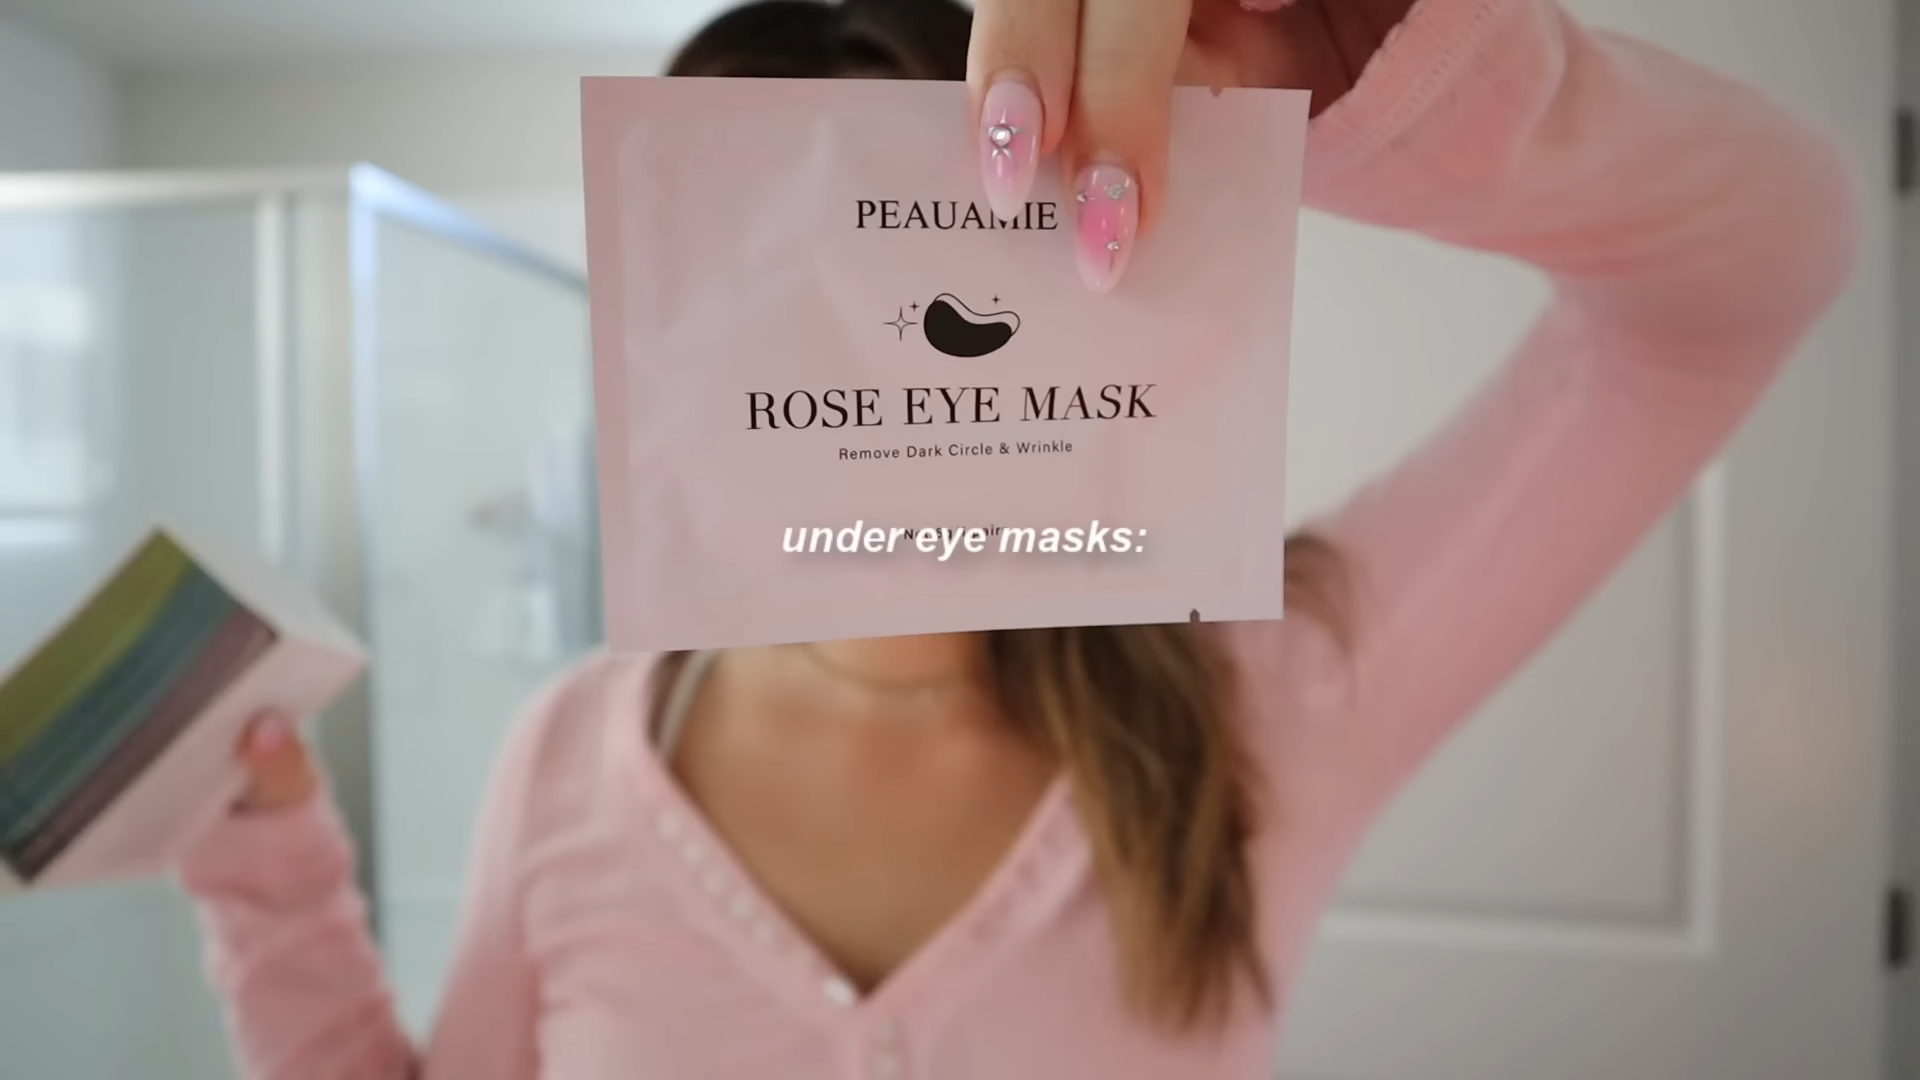 PEAUAMIE
ROSE EYE MASK
Remove Dark Circle & Wrinkle
under eye masks: